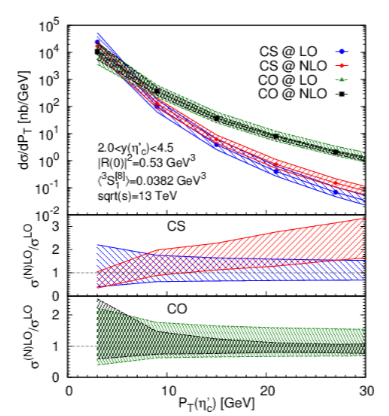 10^5
10^4
10^3
10^2
10^1
10^0
10^-1
10^-2
dσ/dP_T [nb/GeV]
CS @ LO
CS @ NLO
CO @ LO
CO @ NLO
2.0<y(η'_c)<4.5
|R(0)|^2=0.53 GeV^3
⟨^3S_1^[8]⟩=0.0382 GeV^3
sqrt(s)=13 TeV
σ^(N)LO/σ^LO
3
2
1
CS
σ^(N)LO/σ^LO
2
1
0
CO
0 10 20 30
P_T(η'_c) [GeV]